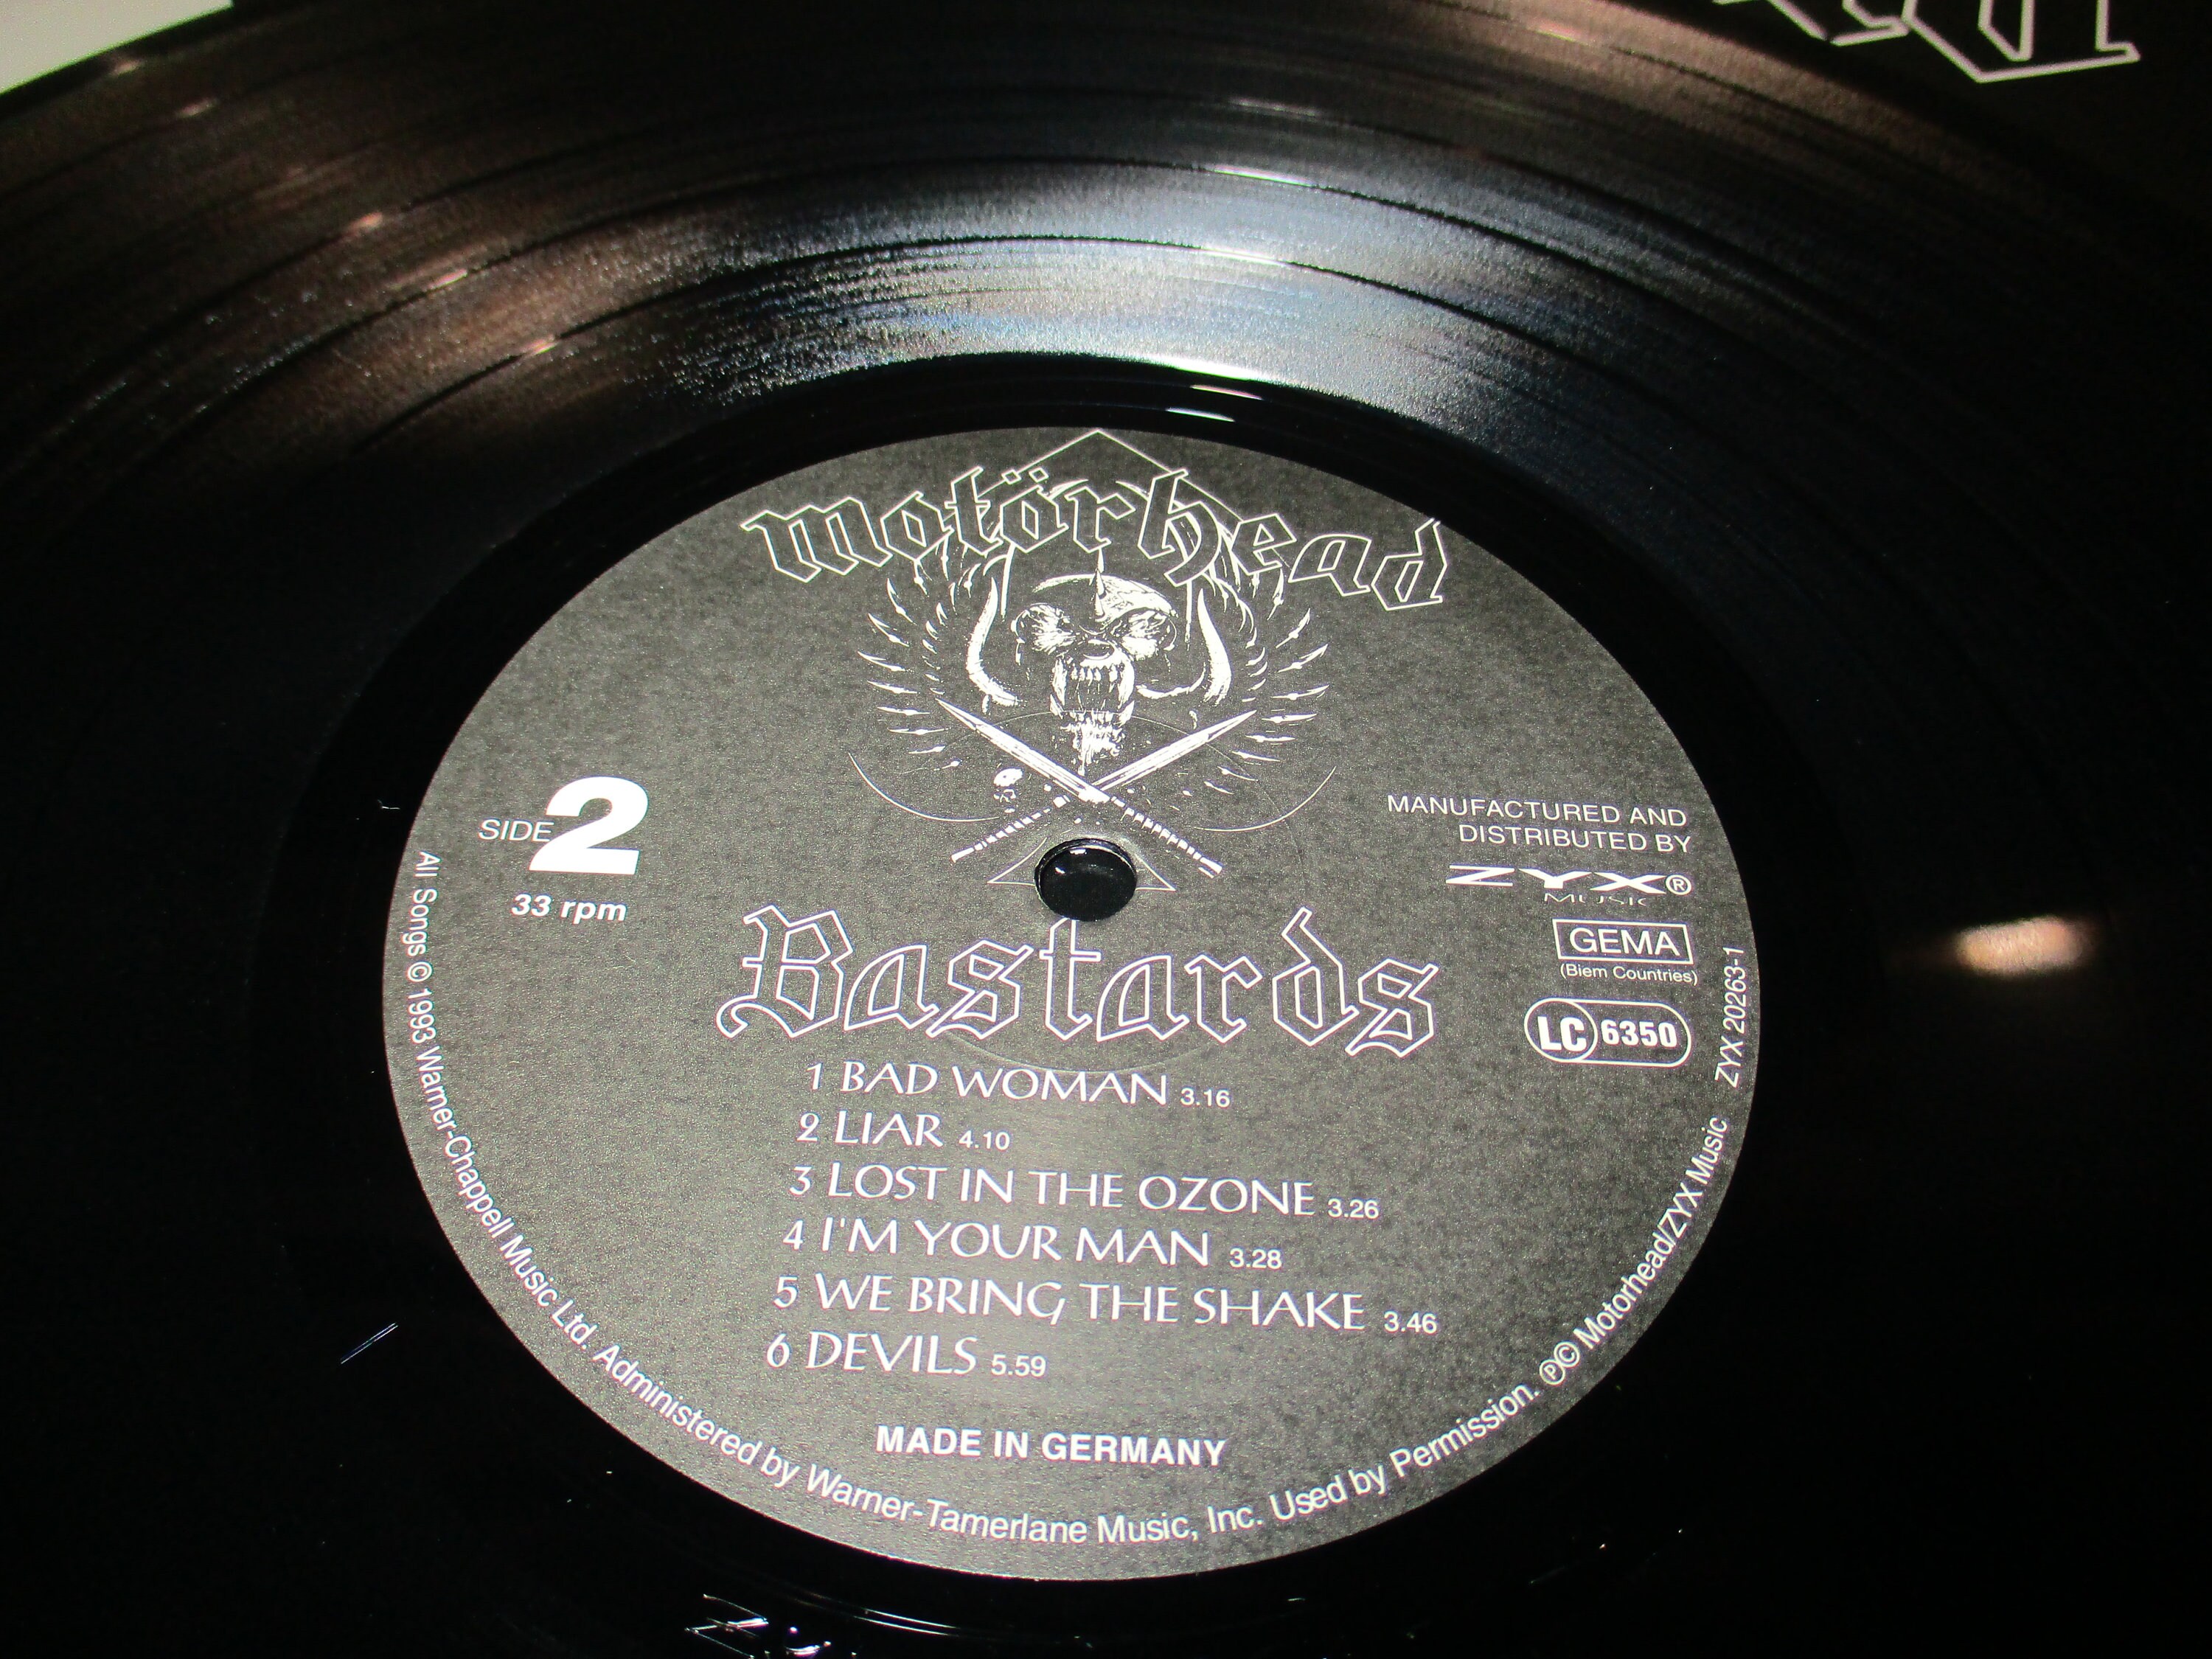 motörhead
SIDE 2
33 rpm
MANUFACTURED AND
DISTRIBUTED BY
ZYX®
MUSIC
GEMA
(Biem Countries)
LC 6350
Bastards
1 BAD WOMAN 3.16
2 LIAR 4.10
3 LOST IN THE OZONE 3.26
4 I'M YOUR MAN 3.28
5 WE BRING THE SHAKE 3.46
6 DEVILS 5.59
MADE IN GERMANY
All Songs © 1993 Warner-Chappell Music Ltd. Administered by Warner-Tamerlane Music, Inc. Used by Permission. ℗© Motorhead/ZYX Music ZYX 20263-1